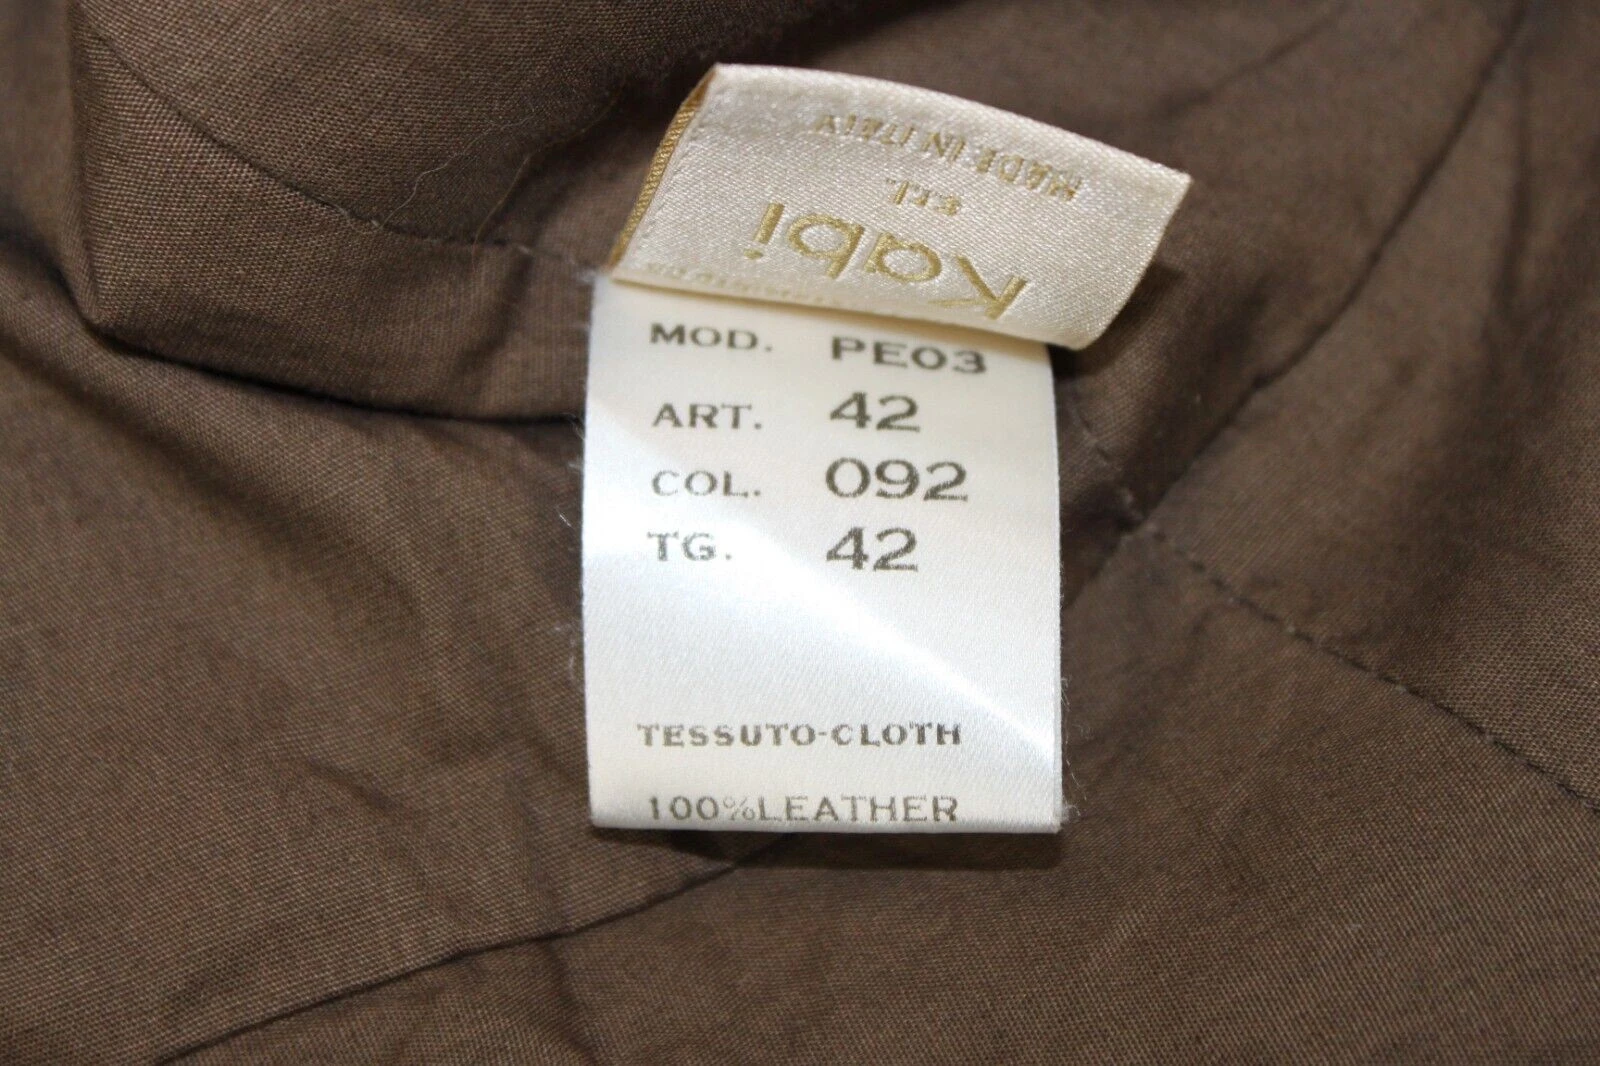 Kabi
s.r.l.
MADE IN ITALY
MOD. PE03
ART. 42
COL. 092
TG. 42
TESSUTO-CLOTH
100%LEATHER